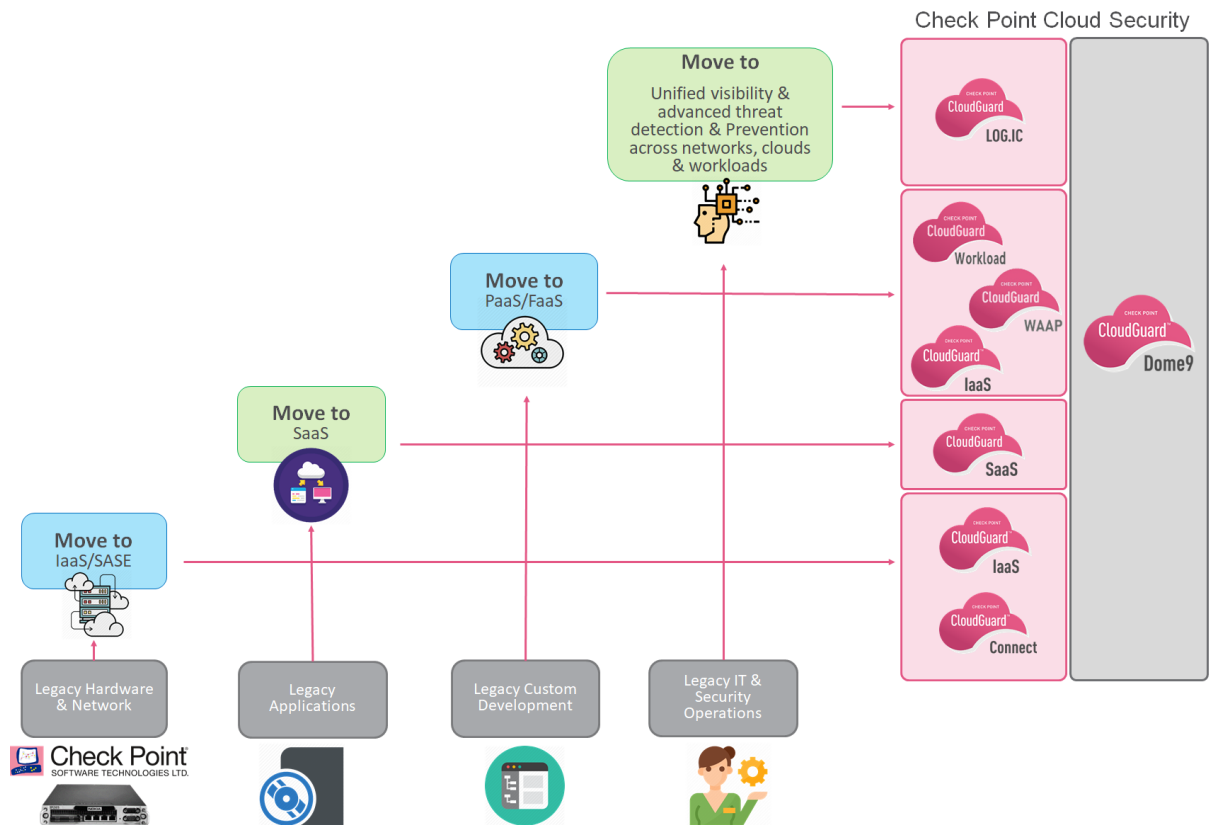 Check Point Cloud Security
Move to
Unified visibility &
advanced threat
detection & Prevention
across networks, clouds
& workloads
CHECK POINT
CloudGuard
LOG.IC
CHECK POINT
CloudGuard
Workload
CHECK POINT
CloudGuard
WAAP
CHECK POINT
CloudGuard
IaaS
CHECK POINT
CloudGuard™
Dome9
Move to
PaaS/FaaS
Move to
SaaS
CHECK POINT
CloudGuard
SaaS
Move to
IaaS/SASE
CHECK POINT
CloudGuard
IaaS
CHECK POINT
CloudGuard
Connect
Legacy Hardware
& Network
Legacy
Applications
Legacy Custom
Development
Legacy IT &
Security
Operations
Check Point
SOFTWARE TECHNOLOGIES LTD.